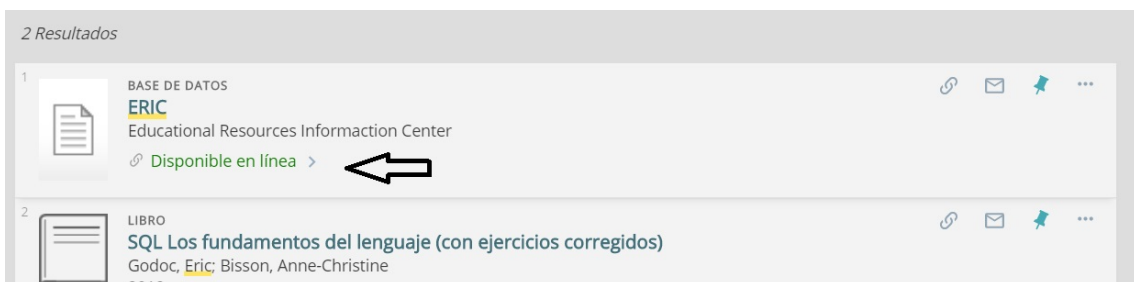 2 Resultados
1
BASE DE DATOS
ERIC
Educational Resources Informaction Center
Disponible en línea >
2
LIBRO
SQL Los fundamentos del lenguaje (con ejercicios corregidos)
Godoc, Eric; Bisson, Anne-Christine